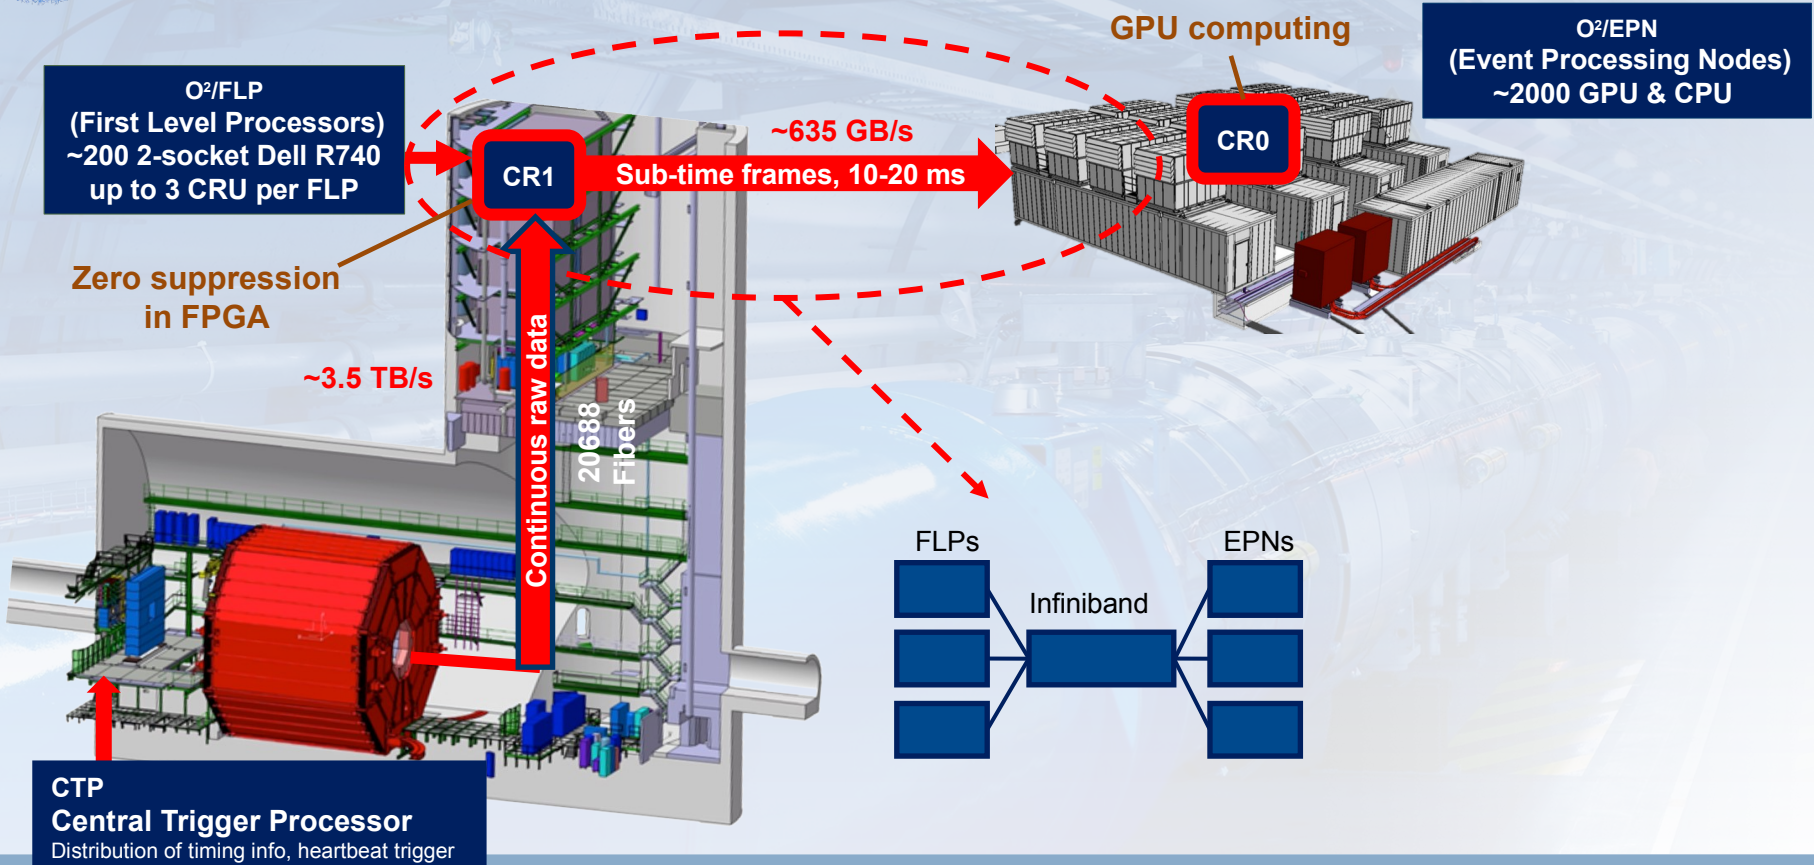 GPU computing
O²/EPN
(Event Processing Nodes)
~2000 GPU & CPU
O²/FLP
(First Level Processors)
~200 2-socket Dell R740
up to 3 CRU per FLP
CR1
~635 GB/s
Sub-time frames, 10-20 ms
CR0
Zero suppression
in FPGA
~3.5 TB/s
Continuous raw data
20688
Fibers
FLPs
EPNs
Infiniband
CTP
Central Trigger Processor
Distribution of timing info, heartbeat trigger